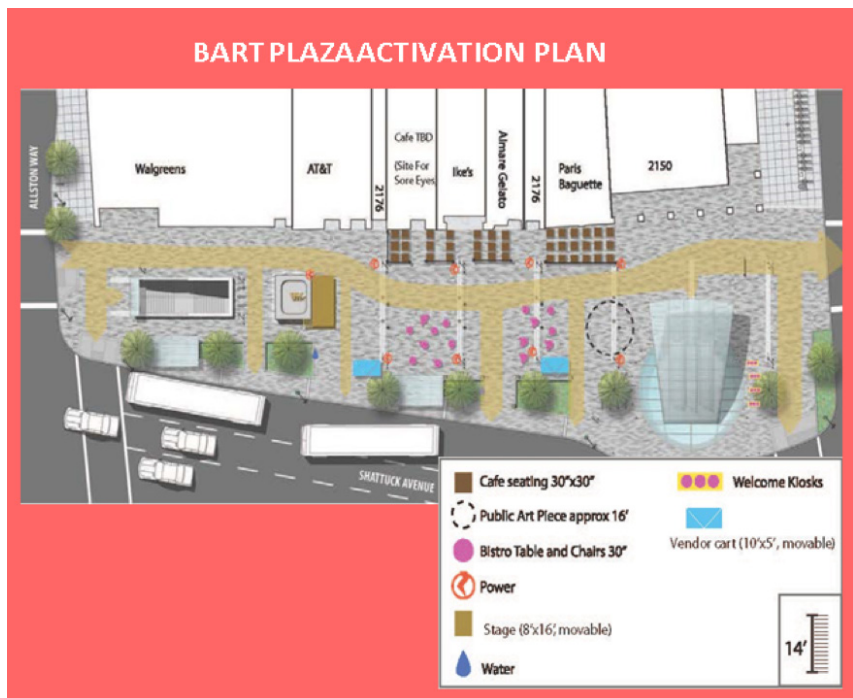 BART PLAZA ACTIVATION PLAN
ALLSTON WAY
Walgreens
AT&T
2176
Cafe TBD
(Site For
Sore Eyes)
Ike's
Almare Gelato
2176
Paris
Baguette
2150
SHATTUCK AVENUE
Cafe seating 30"x30"
Public Art Piece approx 16'
Bistro Table and Chairs 30"
Power
Stage (8'x16', movable)
Water
Welcome Kiosks
Vendor cart (10'x5', movable)
14'